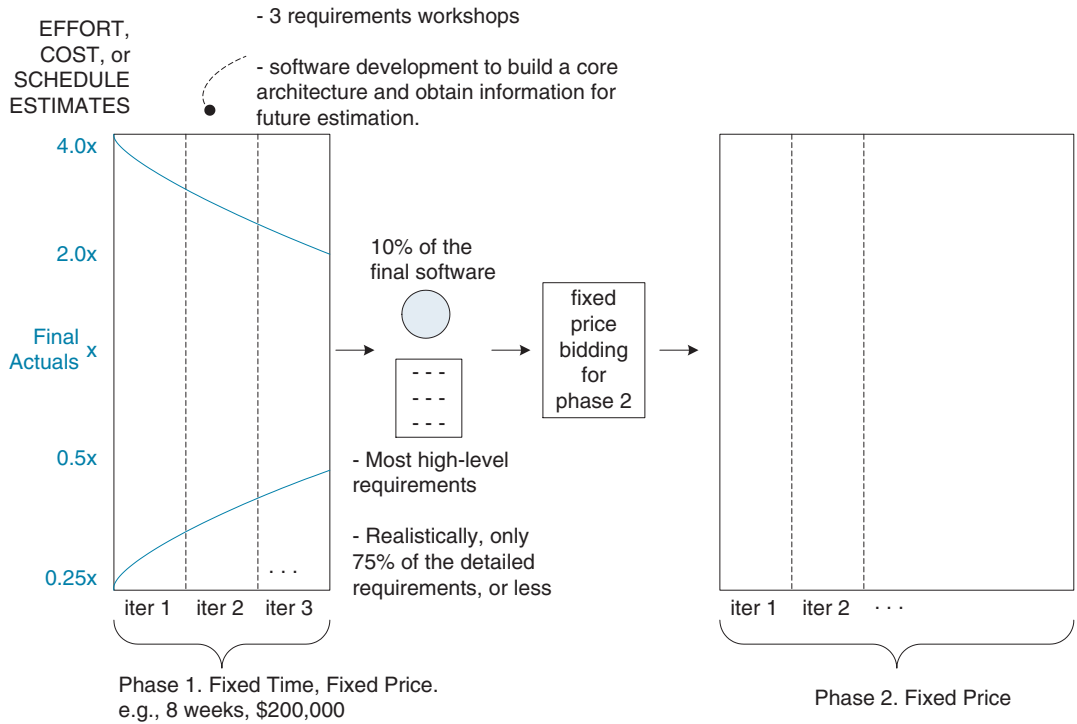 EFFORT,
COST, or
SCHEDULE
ESTIMATES
- 3 requirements workshops
- software development to build a core
architecture and obtain information for
future estimation.
4.0x
2.0x
Final
Actuals x
0.5x
0.25x
. . .
iter 1 iter 2 iter 3
Phase 1. Fixed Time, Fixed Price.
e.g., 8 weeks, $200,000
10% of the
final software
- - -
- - -
- - -
- Most high-level
requirements
- Realistically, only
75% of the detailed
requirements, or less
fixed
price
bidding
for
phase 2
iter 1 iter 2 . . .
Phase 2. Fixed Price